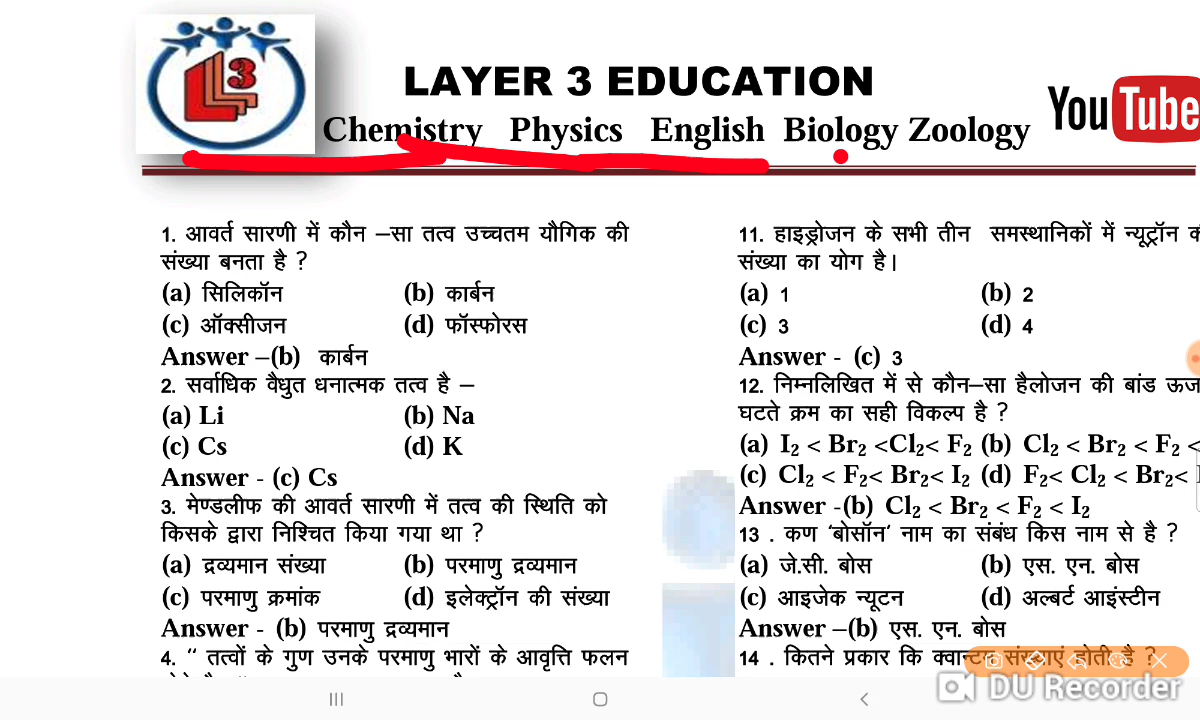 3
LAYER 3 EDUCATION
YouTube
Chemistry Physics English Biology Zoology
1. आवर्त सारणी में कौन –सा तत्व उच्चतम यौगिक की
संख्या बनता है ?
(a) सिलिकॉन (b) कार्बन
(c) ऑक्सीजन (d) फॉस्फोरस
Answer –(b) कार्बन
2. सर्वाधिक वैधुत धनात्मक तत्व है –
(a) Li (b) Na
(c) Cs (d) K
Answer - (c) Cs
3. मेण्डलीफ की आवर्त सारणी में तत्व की स्थिति को
किसके द्वारा निश्चित किया गया था ?
(a) द्रव्यमान संख्या (b) परमाणु द्रव्यमान
(c) परमाणु क्रमांक (d) इलेक्ट्रॉन की संख्या
Answer - (b) परमाणु द्रव्यमान
4. “ तत्वों के गुण उनके परमाणु भारों के आवृत्ति फलन
11. हाइड्रोजन के सभी तीन समस्थानिकों में न्यूट्रॉन
संख्या का योग है।
(a) 1 (b) 2
(c) 3 (d) 4
Answer - (c) 3
12. निम्नलिखित में से कौन–सा हैलोजन की बांड
घटते क्रम का सही विकल्प है ?
(a) I₂ < Br₂ <Cl₂< F₂ (b) Cl₂ < Br₂ < F₂ <
(c) Cl₂ < F₂< Br₂< I₂ (d) F₂< Cl₂ < Br₂<
Answer -(b) Cl₂ < Br₂ < F₂ < I₂
13 . कण ‘बोसॉन’ नाम का संबंध किस नाम से है ?
(a) जे.सी. बोस (b) एस. एन. बोस
(c) आइजेक न्यूटन (d) अल्बर्ट आइंस्टीन
Answer –(b) एस. एन. बोस
14 . कितने प्रकार कि क्वान्टम संख्याएं होती है ?
DU Recorder